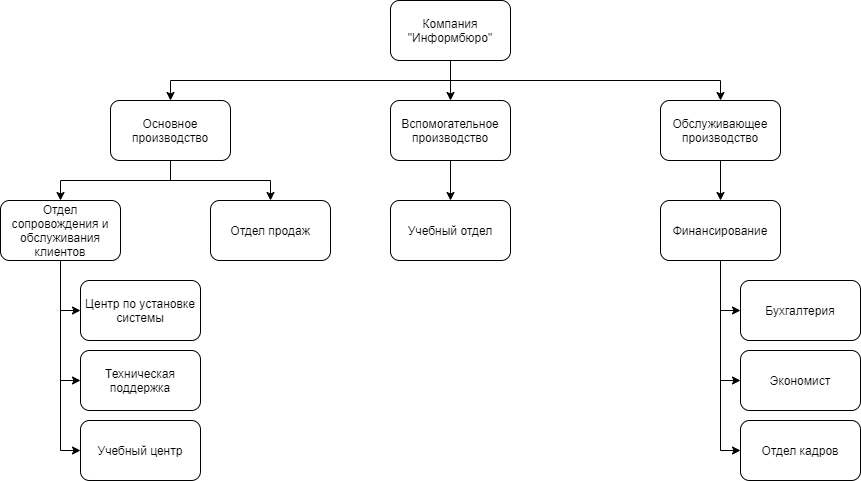 Компания
"Информбюро"
Основное
производство
Вспомогательное
производство
Обслуживающее
производство
Отдел
сопровождения и
обслуживания
клиентов
Отдел продаж
Учебный отдел
Финансирование
Центр по установке
системы
Техническая
поддержка
Учебный центр
Бухгалтерия
Экономист
Отдел кадров